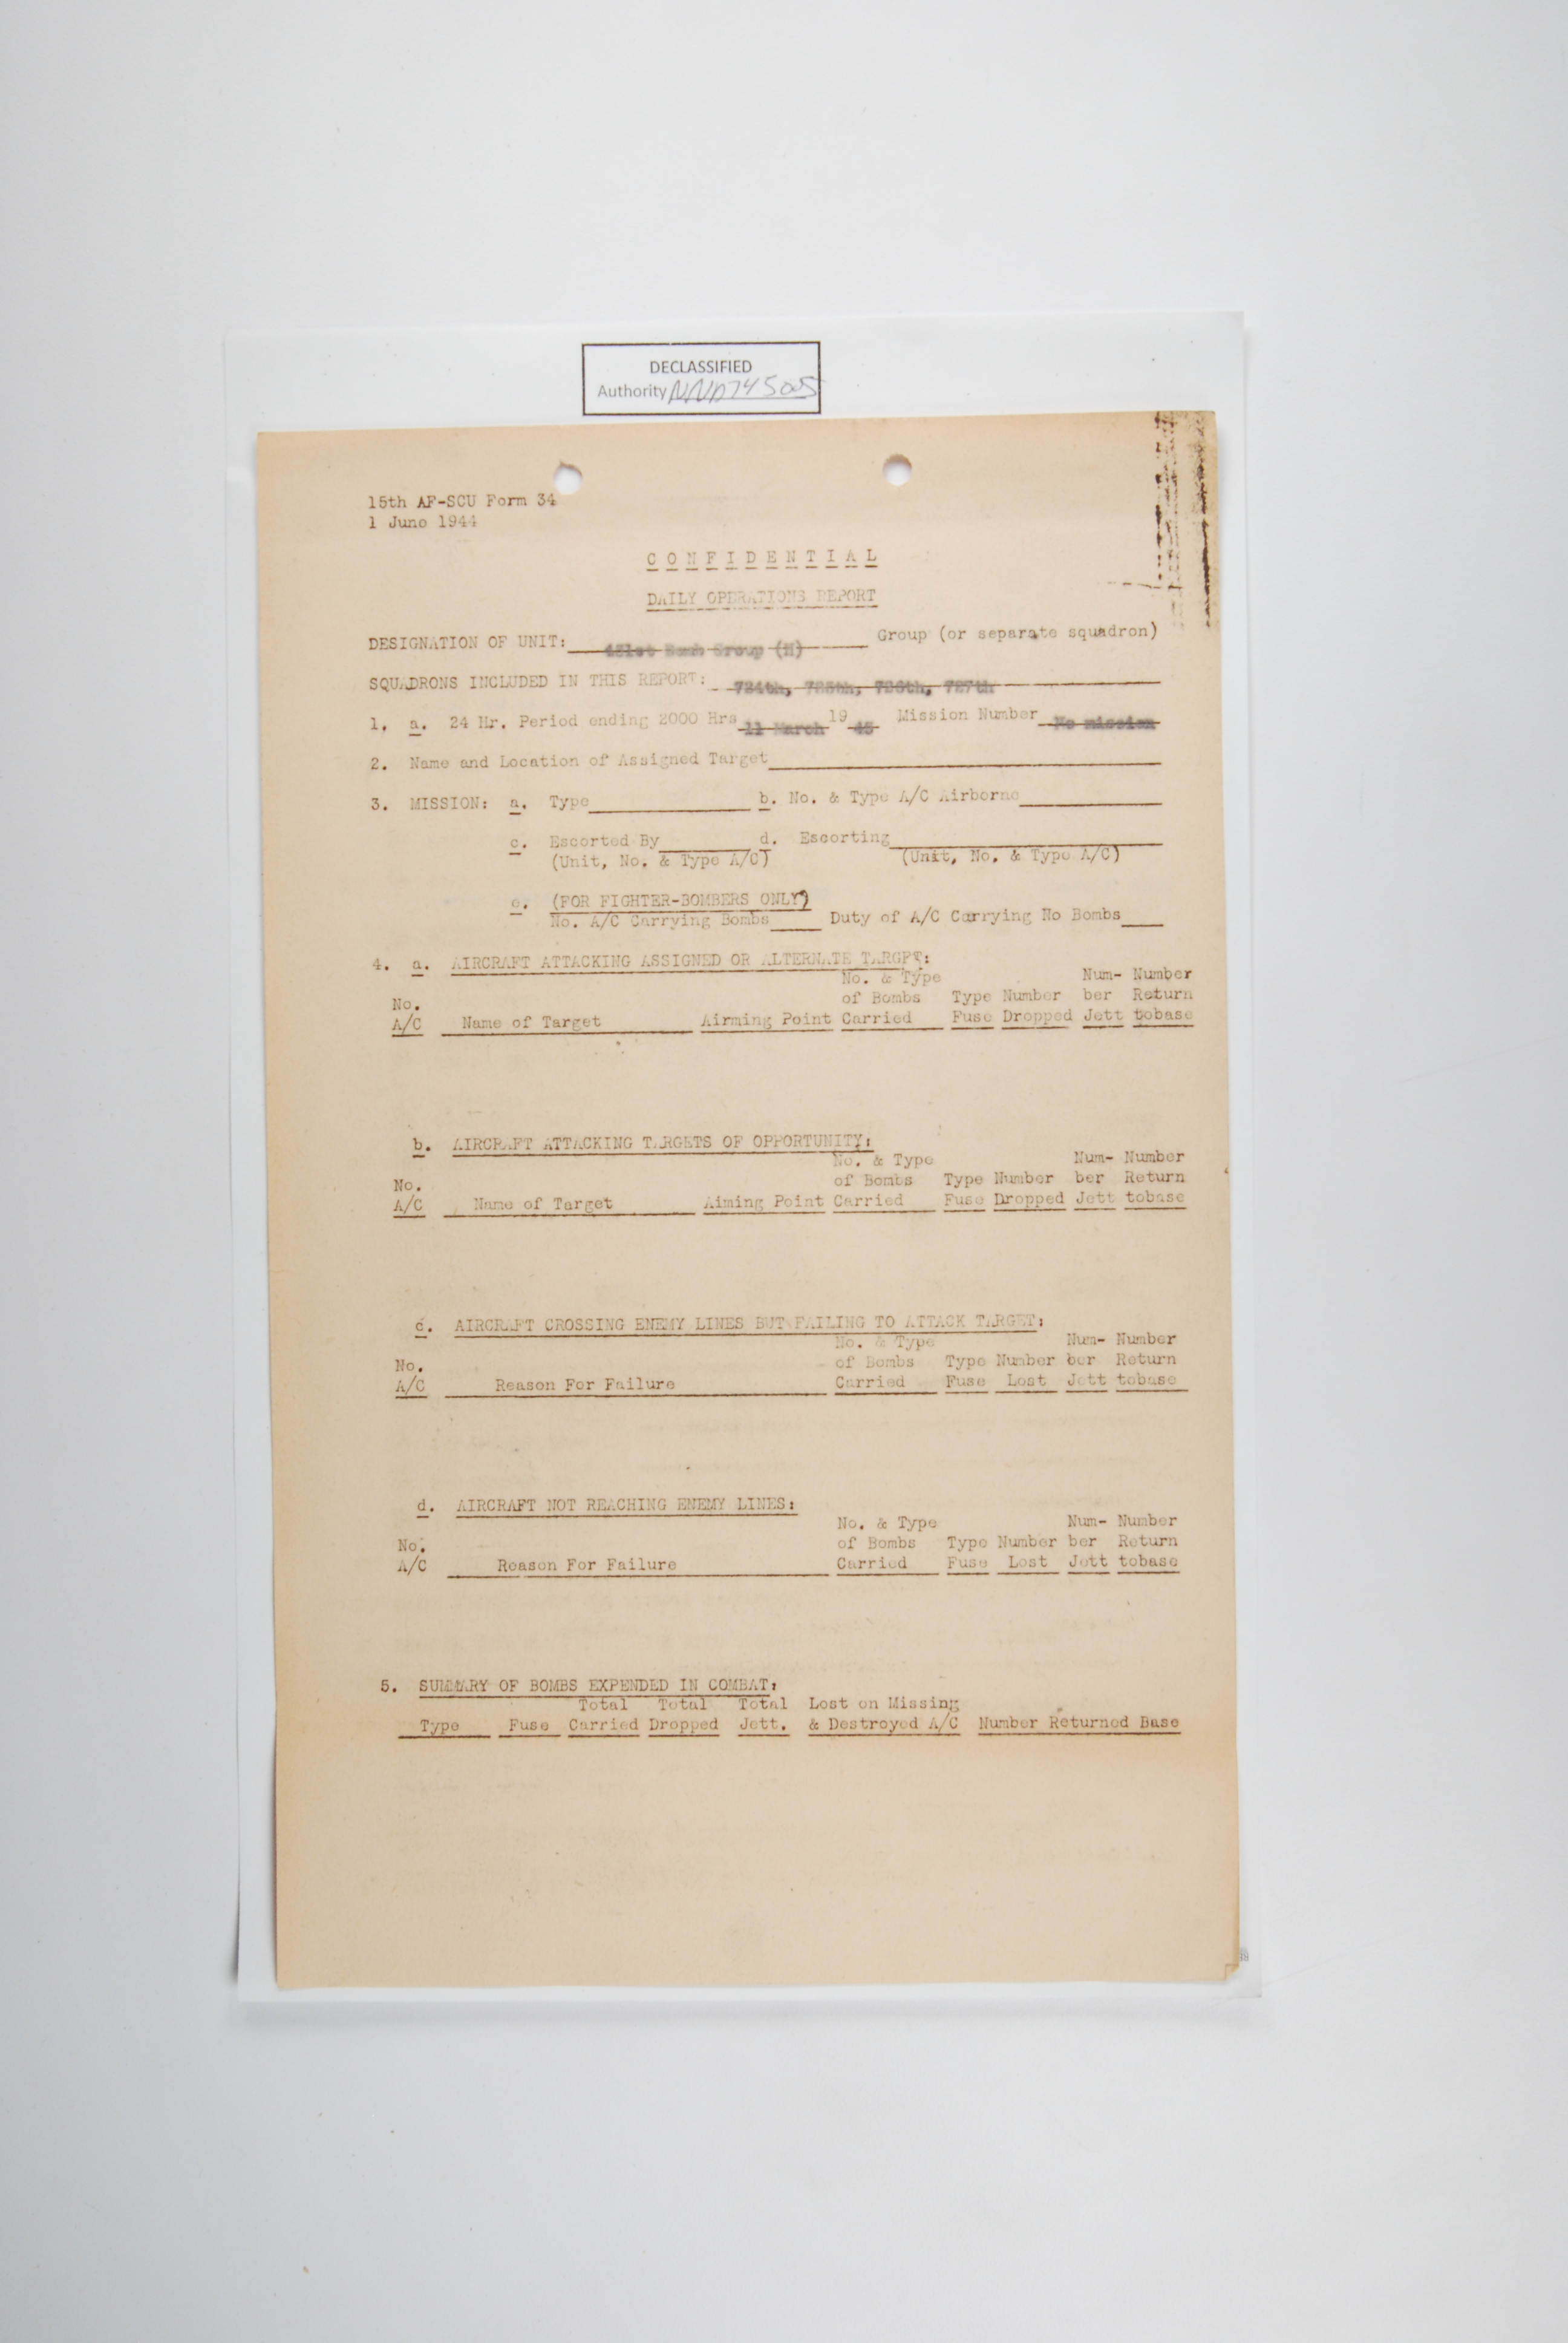 DECLASSIFIED
Authority NND745005
15th AF-SCU Form 34
1 June 1944
C O N F I D E N T I A L
DAILY OPERATIONS REPORT
DESIGNATION OF UNIT: 451st Bomb Group (H) Group (or separate squadron)
SQUADRONS INCLUDED IN THIS REPORT: 724th, 725th, 726th, 727th
1. a. 24 Hr. Period ending 2000 Hrs 11 March 19 45 Mission Number No mission
2. Name and Location of Assigned Target
3. MISSION: a. Type b. No. & Type A/C Airborne
c. Escorted By d. Escorting
(Unit, No. & Type A/C) (Unit, No. & Type A/C)
e. (FOR FIGHTER-BOMBERS ONLY)
No. A/C Carrying Bombs Duty of A/C Carrying No Bombs
4. a. AIRCRAFT ATTACKING ASSIGNED OR ALTERNATE TARGET:
No. & Type Num- Number
No. of Bombs Type Number ber Return
A/C Name of Target Airming Point Carried Fuse Dropped Jett tobase
b. AIRCRAFT ATTACKING TARGETS OF OPPORTUNITY:
No. & Type Num- Number
No. of Bombs Type Number ber Return
A/C Name of Target Aiming Point Carried Fuse Dropped Jett tobase
c. AIRCRAFT CROSSING ENEMY LINES BUT FAILING TO ATTACK TARGET:
No. & Type Num- Number
No. of Bombs Type Number ber Return
A/C Reason For Failure Carried Fuse Lost Jett tobase
d. AIRCRAFT NOT REACHING ENEMY LINES:
No. & Type Num- Number
No. of Bombs Type Number ber Return
A/C Reason For Failure Carried Fuse Lost Jett tobase
5. SUMMARY OF BOMBS EXPENDED IN COMBAT:
Total Total Total Lost on Missing
Type Fuse Carried Dropped Jett. & Destroyed A/C Number Returned Base